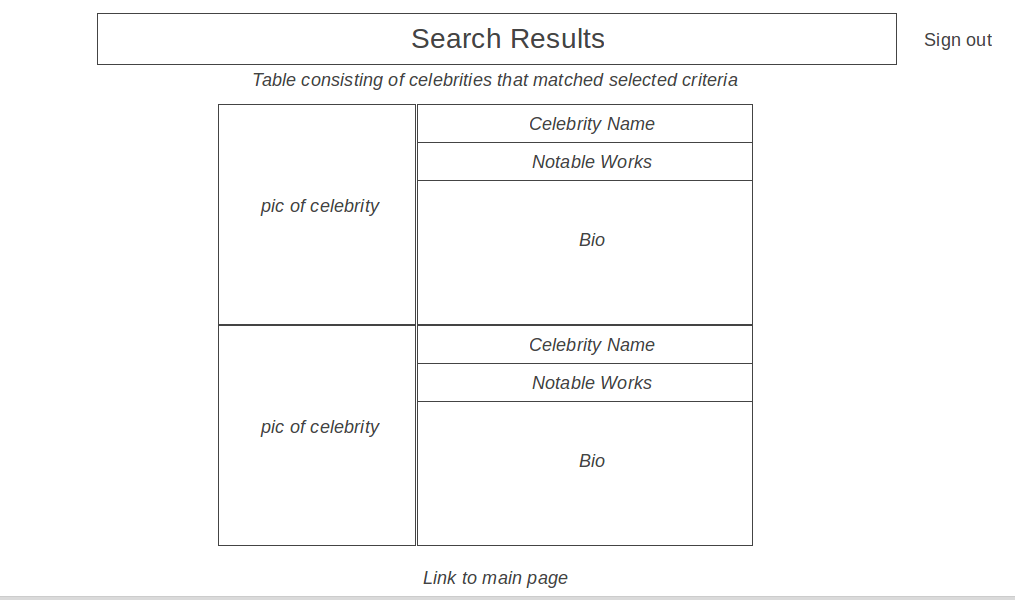 Search Results
Sign out
Table consisting of celebrities that matched selected criteria
pic of celebrity
Celebrity Name
Notable Works
Bio
pic of celebrity
Celebrity Name
Notable Works
Bio
Link to main page